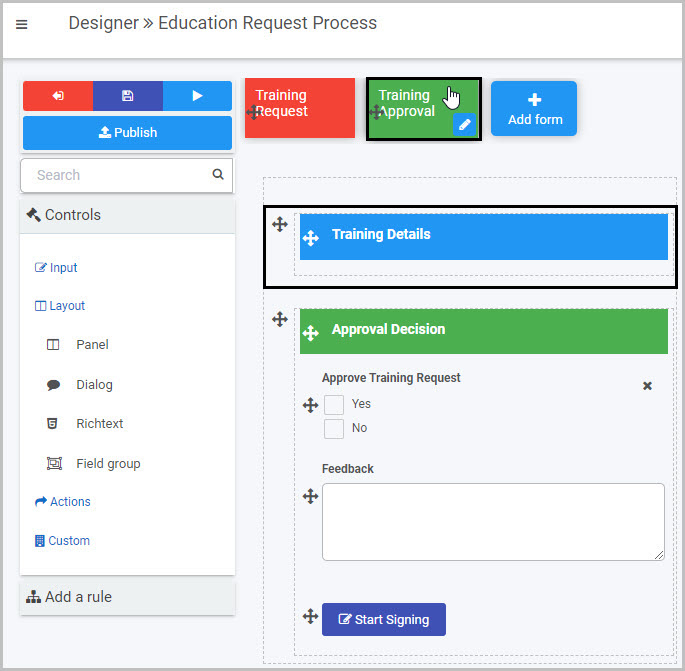 Designer » Education Request Process
Training
Request
Training
Approval
Add form
Publish
Search
Controls
Input
Layout
Panel
Dialog
Richtext
Field group
Actions
Custom
Add a rule
Training Details
Approval Decision
Approve Training Request
Yes
No
Feedback
Start Signing